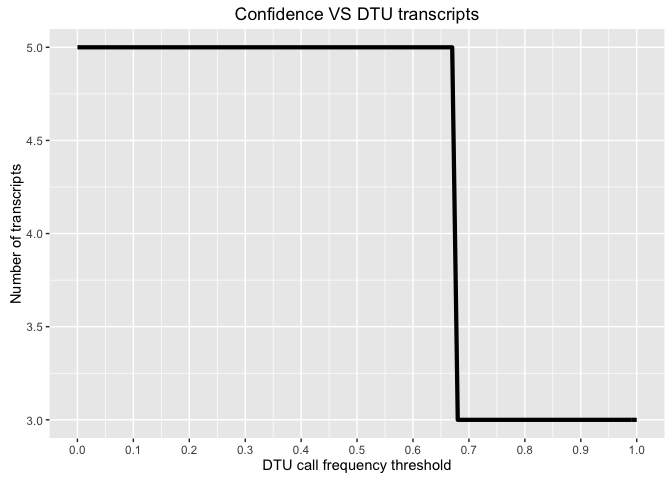 Confidence VS DTU transcripts
Number of transcripts
5.0
4.5
4.0
3.5
3.0
0.0 0.1 0.2 0.3 0.4 0.5 0.6 0.7 0.8 0.9 1.0
DTU call frequency threshold